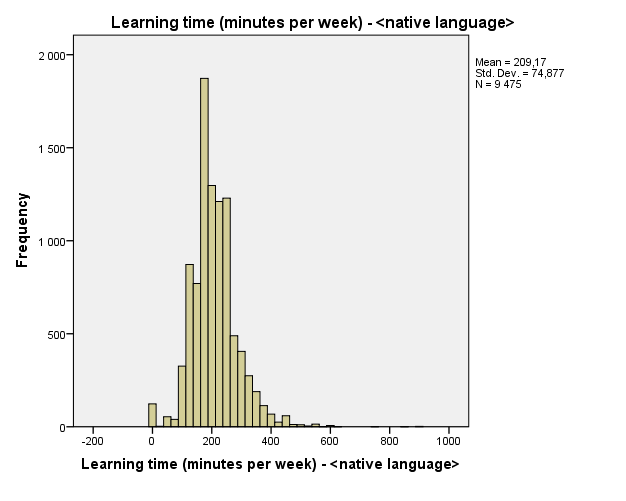 Learning time (minutes per week) - <native language>
Mean = 209,17
Std. Dev. = 74,877
N = 9 475
Frequency
2 000
1 500
1 000
500
0
-200 0 200 400 600 800 1000
Learning time (minutes per week) - <native language>